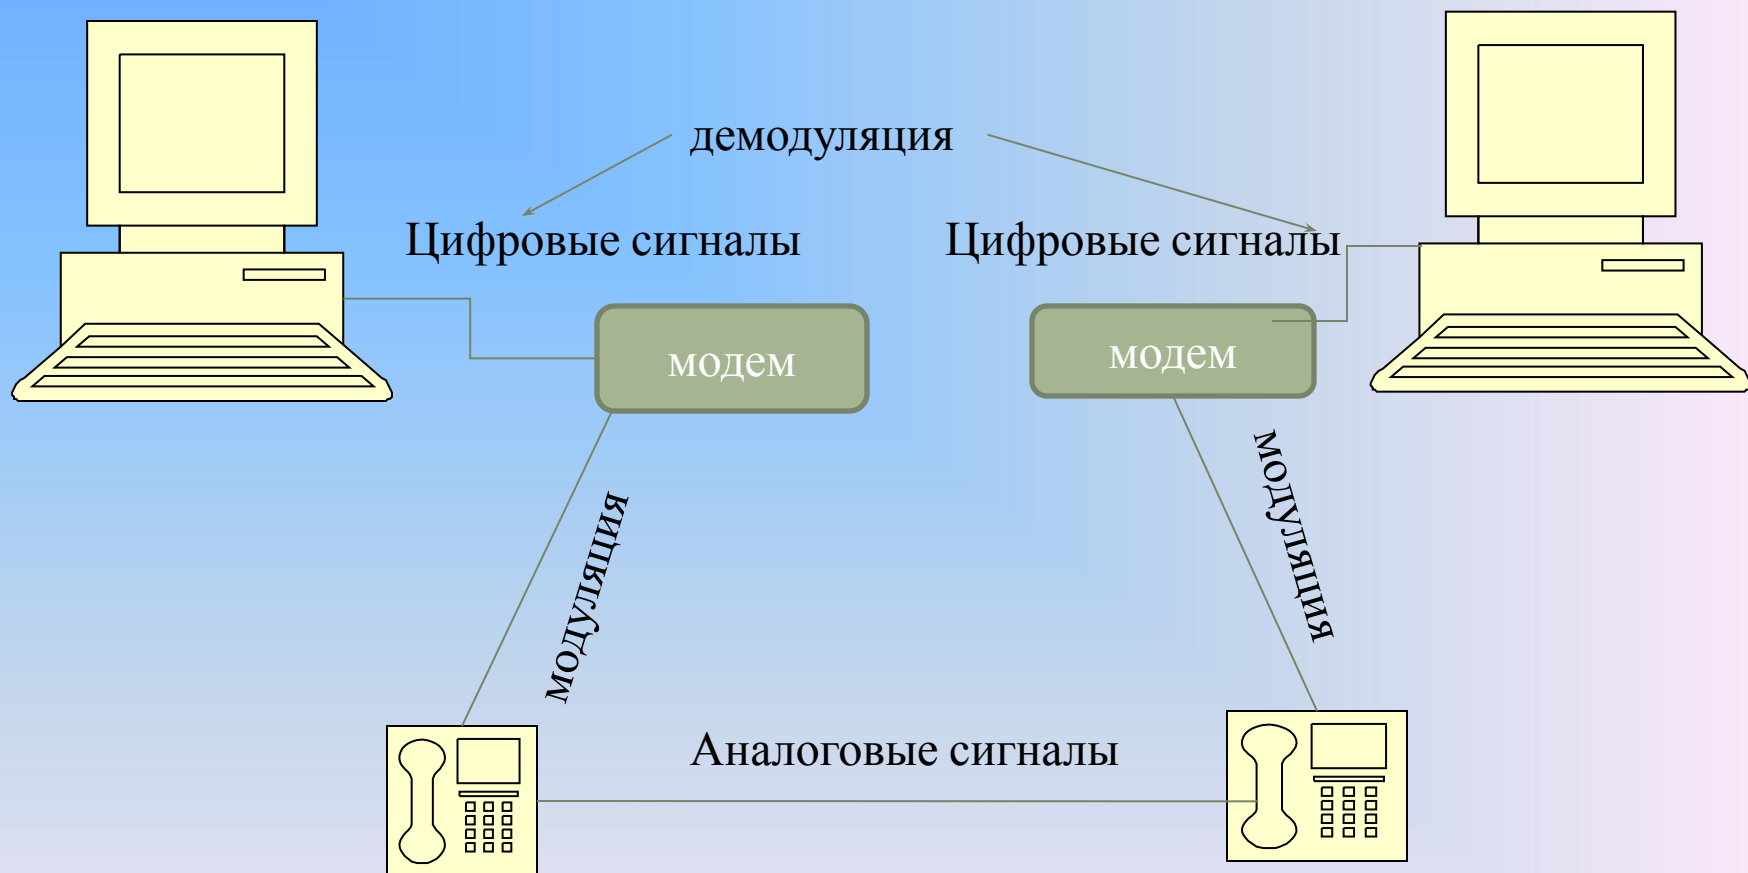 демодуляция
Цифровые сигналы
Цифровые сигналы
модем
модем
модуляция
модуляция
Аналоговые сигналы